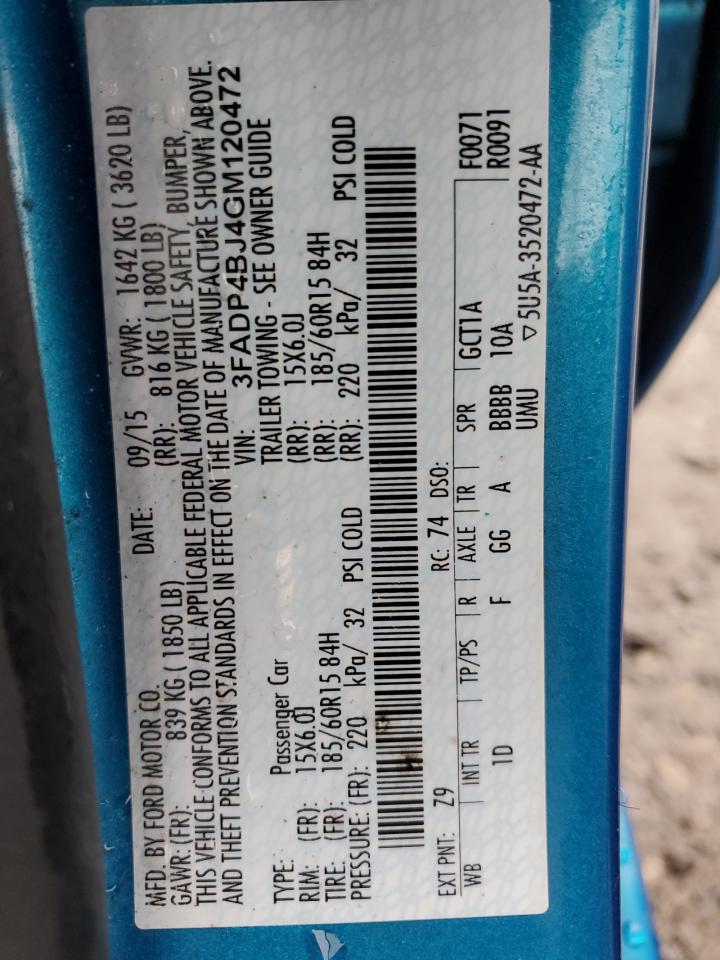 MFD. BY FORD MOTOR CO.
DATE: 09/15 GVWR: 1642 KG ( 3620 LB)
GAWR: (FR): 839 KG ( 1850 LB) (RR): 816 KG ( 1800 LB)
THIS VEHICLE CONFORMS TO ALL APPLICABLE FEDERAL MOTOR VEHICLE SAFETY, BUMPER,
AND THEFT PREVENTION STANDARDS IN EFFECT ON THE DATE OF MANUFACTURE SHOWN ABOVE.
VIN: 3FADP4BJ4GM120472
TYPE: Passenger Car TRAILER TOWING - SEE OWNER GUIDE
RIM: (FR): 15X6.0J (RR): 15X6.0J
TIRE: (FR): 185/60R15 84H (RR): 185/60R15 84H
PRESSURE: (FR): 220 kPa/ 32 PSI COLD (RR): 220 kPa/ 32 PSI COLD
EXT PNT: Z9 RC: 74 DSO: F0071
WB INT TR TP/PS R AXLE TR SPR GCT1A R0091
1D F GG A BBBB 10A
UMU ▽5U5A-3520472-AA